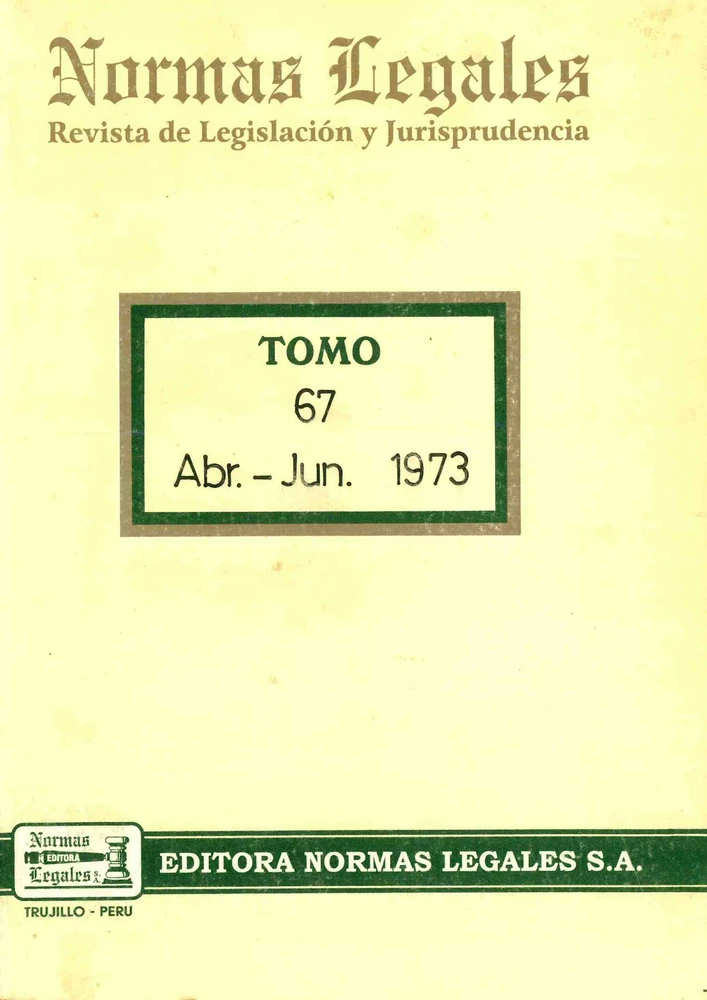 Normas Legales
Revista de Legislación y Jurisprudencia
TOMO
67
Abr. - Jun. 1973
Normas
EDITORA
Legales S.A.
EDITORA NORMAS LEGALES S.A.
TRUJILLO - PERU